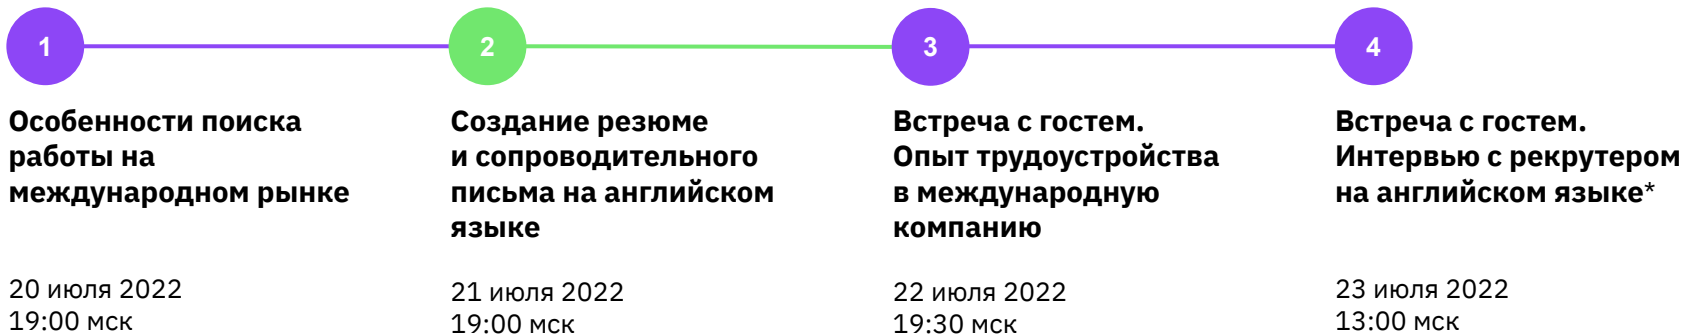 1
Особенности поиска
работы на
международном рынке
20 июля 2022
19:00 мск
2
Создание резюме
и сопроводительного
письма на английском
языке
21 июля 2022
19:00 мск
3
Встреча с гостем.
Опыт трудоустройства
в международную
компанию
22 июля 2022
19:30 мск
4
Встреча с гостем.
Интервью с рекрутером
на английском языке*
23 июля 2022
13:00 мск